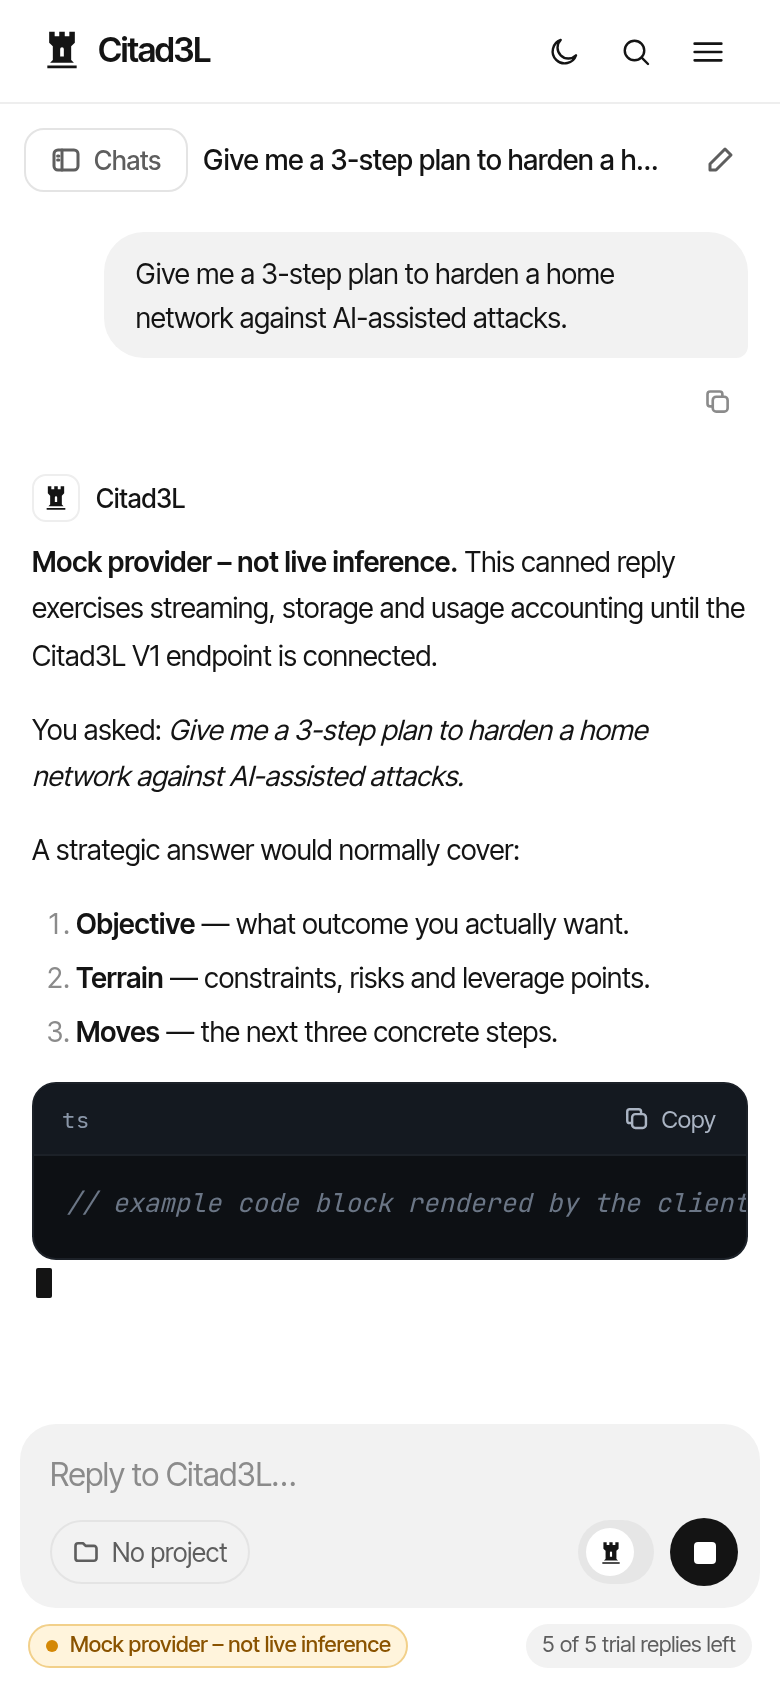 Citad3L
Chats
Give me a 3-step plan to harden a h...
Give me a 3-step plan to harden a home
network against AI-assisted attacks.
Citad3L
Mock provider – not live inference. This canned reply
exercises streaming, storage and usage accounting until the
Citad3L V1 endpoint is connected.
You asked: Give me a 3-step plan to harden a home
network against AI-assisted attacks.
A strategic answer would normally cover:
1. Objective — what outcome you actually want.
2. Terrain — constraints, risks and leverage points.
3. Moves — the next three concrete steps.
ts
Copy
// example code block rendered by the client
Reply to Citad3L...
No project
Mock provider – not live inference
5 of 5 trial replies left